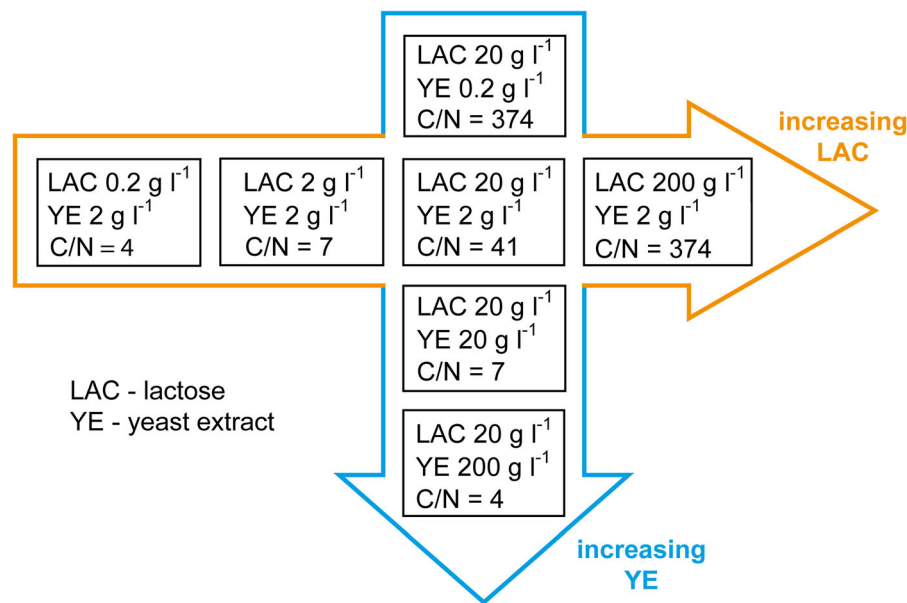 LAC 20 g l⁻¹
YE 0.2 g l⁻¹
C/N = 374
increasing
LAC
LAC 0.2 g l⁻¹
YE 2 g l⁻¹
C/N = 4
LAC 2 g l⁻¹
YE 2 g l⁻¹
C/N = 7
LAC 20 g l⁻¹
YE 2 g l⁻¹
C/N = 41
LAC 200 g l⁻¹
YE 2 g l⁻¹
C/N = 374
LAC 20 g l⁻¹
YE 20 g l⁻¹
C/N = 7
LAC - lactose
YE - yeast extract
LAC 20 g l⁻¹
YE 200 g l⁻¹
C/N = 4
increasing
YE